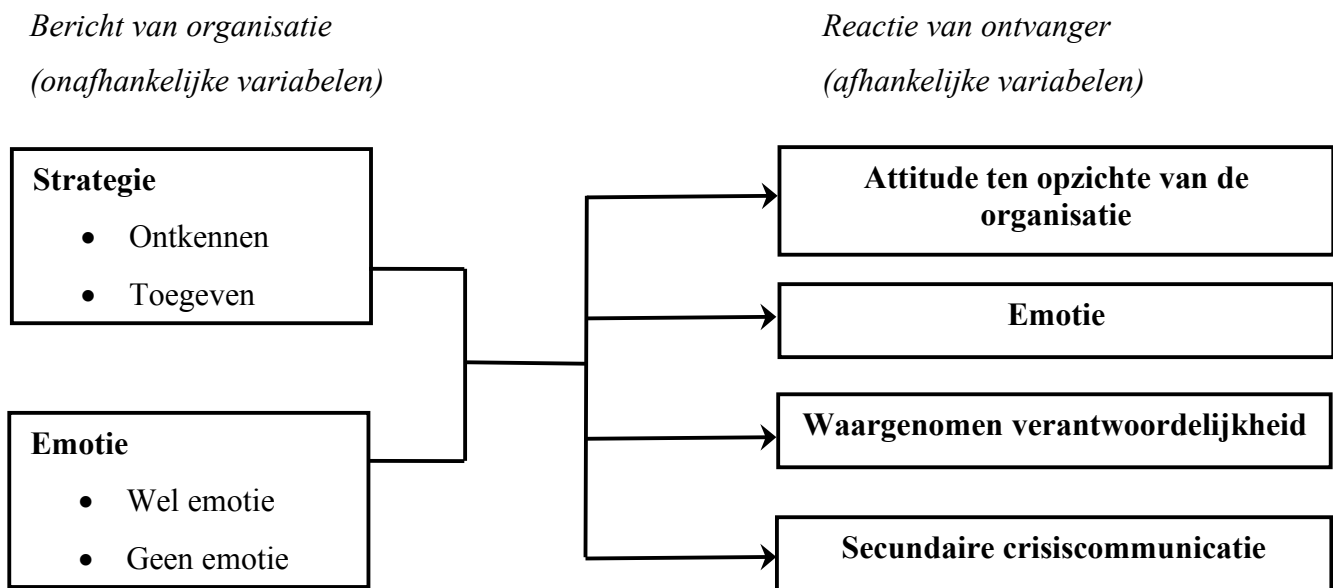 Bericht van organisatie
(onafhankelijke variabelen)
Reactie van ontvanger
(afhankelijke variabelen)
Strategie
• Ontkennen
• Toegeven
Emotie
• Wel emotie
• Geen emotie
Attitude ten opzichte van de
organisatie
Emotie
Waargenomen verantwoordelijkheid
Secundaire crisiscommunicatie